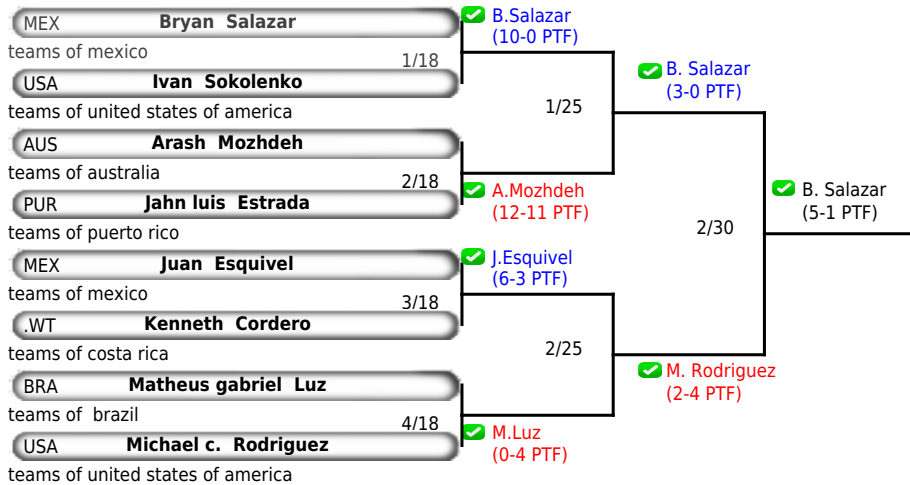 MEX Bryan Salazar
teams of mexico
1/18
USA Ivan Sokolenko
teams of united states of america
AUS Arash Mozhdeh
teams of australia
2/18
PUR Jahn luis Estrada
teams of puerto rico
MEX Juan Esquivel
teams of mexico
3/18
.WT Kenneth Cordero
teams of costa rica
BRA Matheus gabriel Luz
teams of brazil
4/18
USA Michael c. Rodriguez
teams of united states of america
B.Salazar
(10-0 PTF)
1/25
A.Mozhdeh
(12-11 PTF)
J.Esquivel
(6-3 PTF)
2/25
M.Luz
(0-4 PTF)
B. Salazar
(3-0 PTF)
2/30
M. Rodriguez
(2-4 PTF)
B. Salazar
(5-1 PTF)